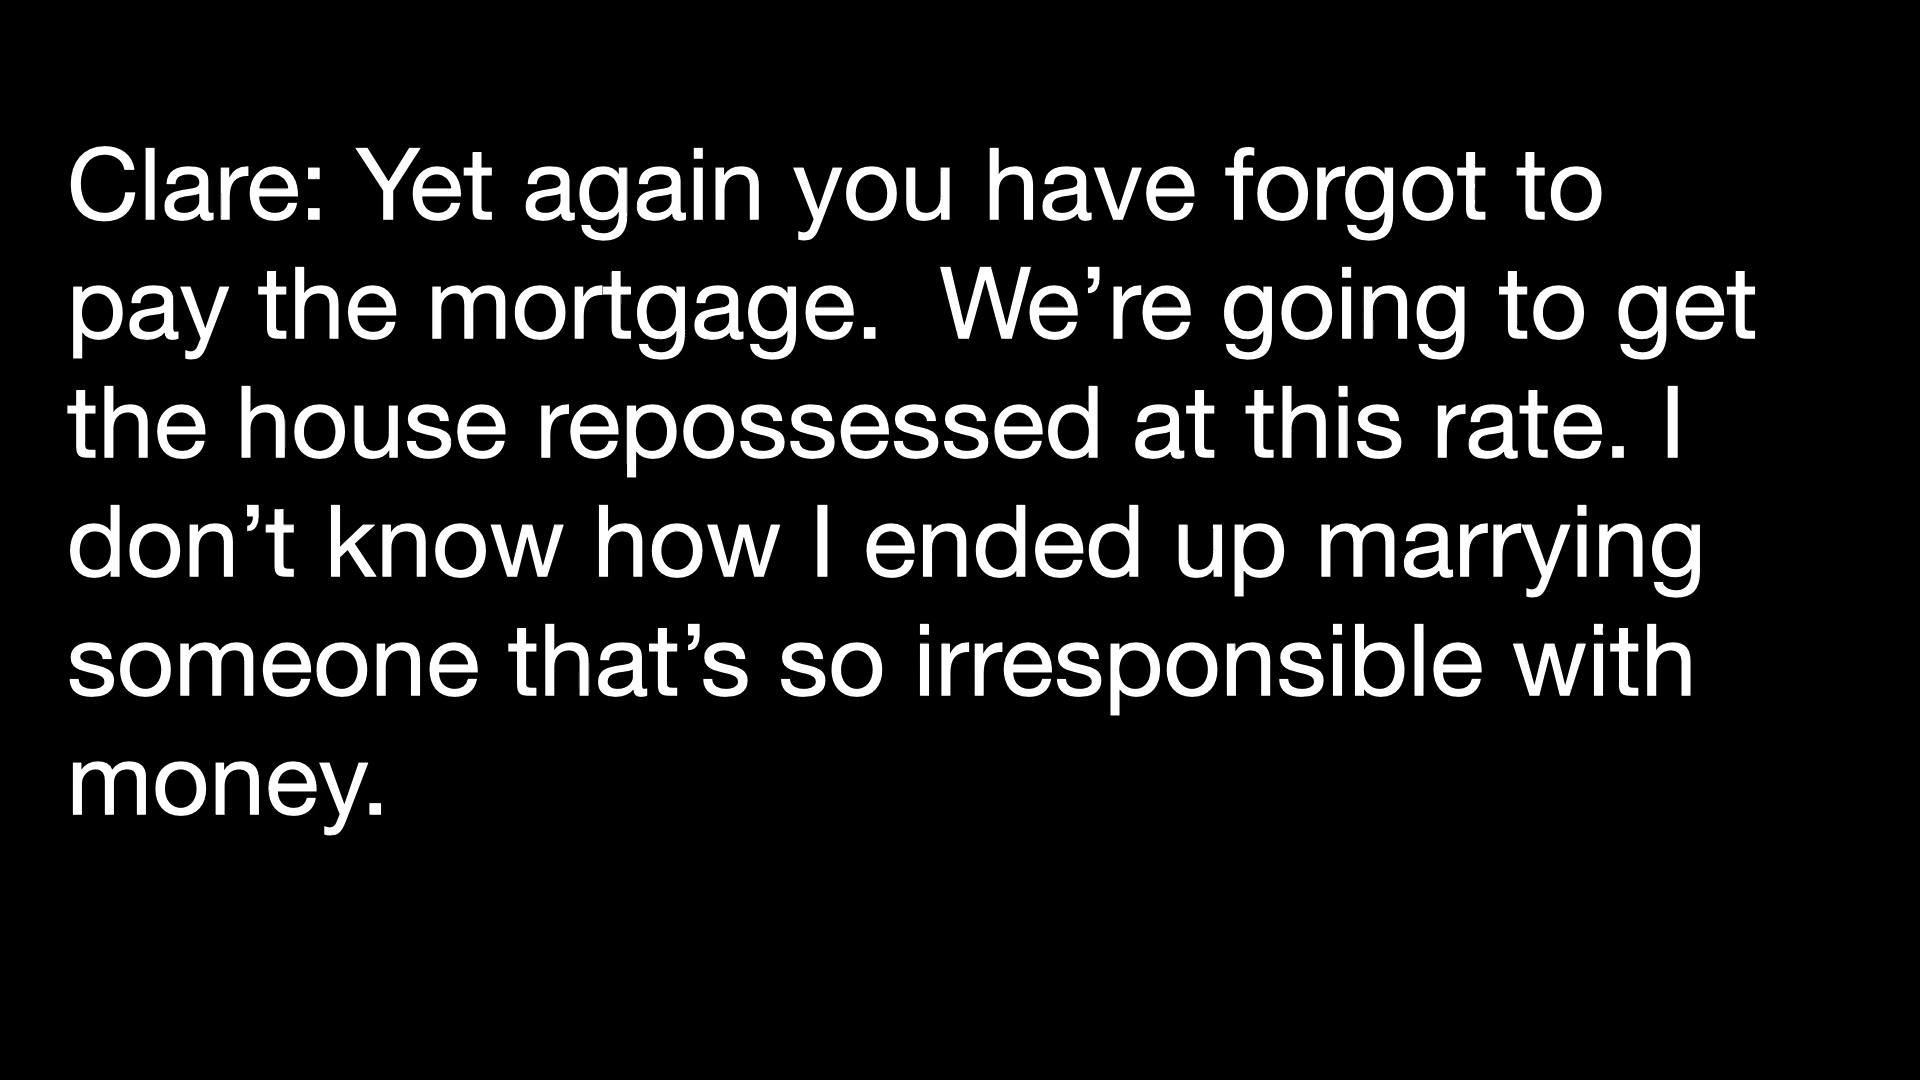 Clare: Yet again you have forgot to
pay the mortgage.  We’re going to get
the house repossessed at this rate. I
don’t know how I ended up marrying
someone that’s so irresponsible with
money.